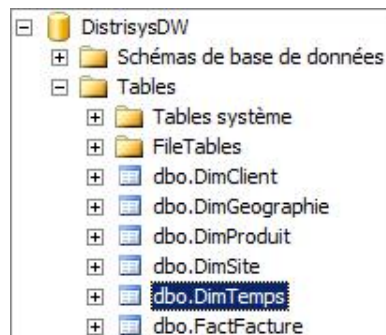 DistrisysDW
Schémas de base de données
Tables
Tables système
FileTables
dbo.DimClient
dbo.DimGeographie
dbo.DimProduit
dbo.DimSite
dbo.DimTemps
dbo.FactFacture